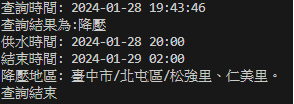 查詢時間: 2024-01-28 19:43:46
查詢結果為:降壓
供水時間: 2024-01-28 20:00
結束時間: 2024-01-29 02:00
降壓地區: 臺中市/北屯區/松強里、仁美里。
查詢結束